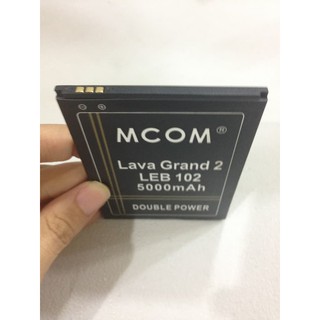 MCOM®
Lava Grand 2
LEB 102
5000mAh
DOUBLE POWER